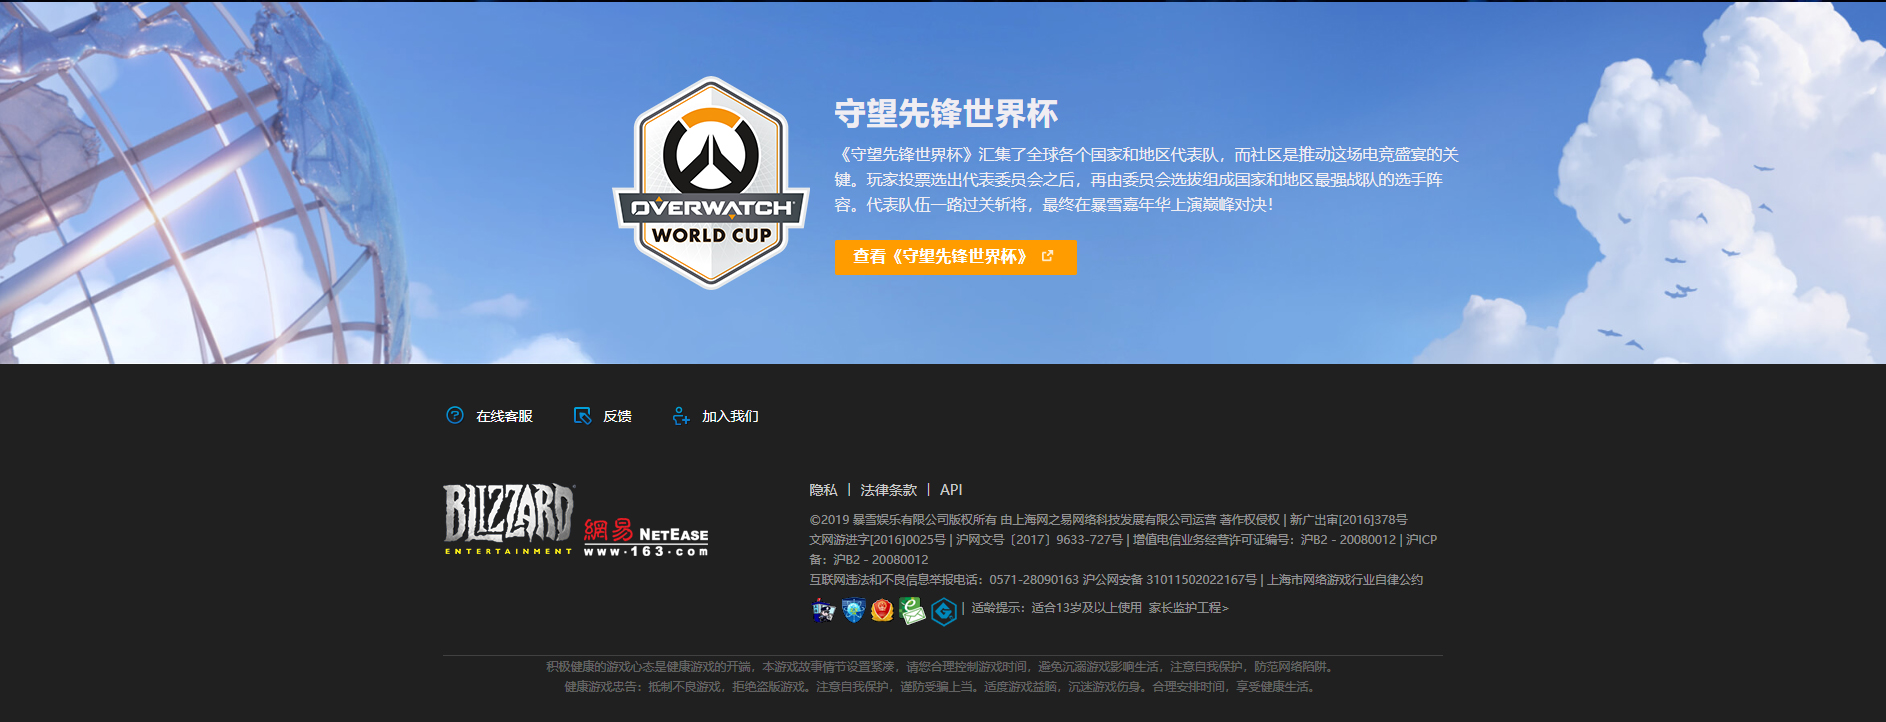 守望先锋世界杯
《守望先锋世界杯》汇集了全球各个国家和地区代表队，而社区是推动这场电竞盛宴的关
键。玩家投票选出代表委员会之后，再由委员会选拔组成国家和地区最强战队的选手阵
容。代表队伍一路过关斩将，最终在暴雪嘉年华上演巅峰对决！
OVERWATCH
WORLD CUP
查看《守望先锋世界杯》
在线客服 反馈 加入我们
BLIZZARD
ENTERTAINMENT
網易 NETEASE
www.163.com
隐私 | 法律条款 | API
©2019 暴雪娱乐有限公司版权所有 由上海网之易网络科技发展有限公司运营 著作权侵权 | 新广出审[2016]378号
文网游进字[2016]0025号 | 沪网文号〔2017〕9633-727号 | 增值电信业务经营许可证编号：沪B2 - 20080012 | 沪ICP
备：沪B2 - 20080012
互联网违法和不良信息举报电话：0571-28090163 沪公网安备 31011502022167号 | 上海市网络游戏行业自律公约
| 适龄提示：适合13岁及以上使用 家长监护工程>
积极健康的游戏心态是健康游戏的开端，本游戏故事情节设置紧凑，请您合理控制游戏时间，避免沉溺游戏影响生活，注意自我保护，防范网络陷阱。
健康游戏忠告：抵制不良游戏，拒绝盗版游戏。注意自我保护，谨防受骗上当。适度游戏益脑，沉迷游戏伤身。合理安排时间，享受健康生活。